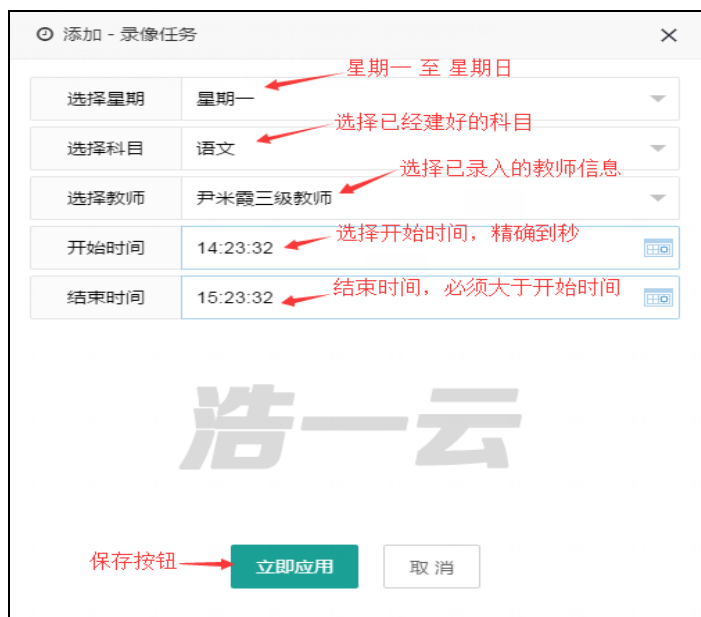 添加 - 录像任务
星期一 至 星期日
选择星期 星期一
选择已经建好的科目
选择科目 语文
选择已录入的教师信息
选择教师 尹米霞三级教师
选择开始时间，精确到秒
开始时间 14:23:32
结束时间，必须大于开始时间
结束时间 15:23:32
浩一云
保存按钮 立即应用 取 消